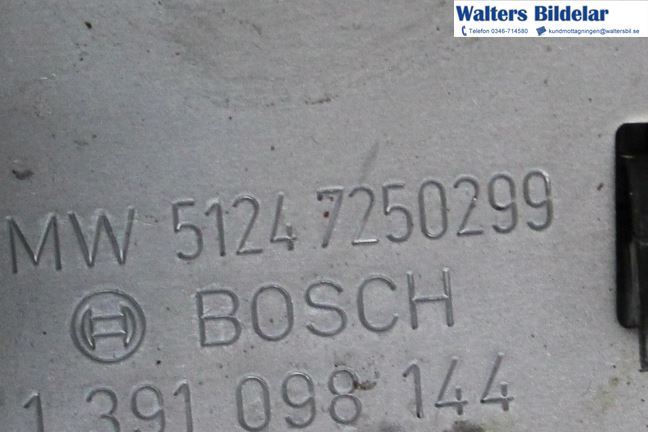 Walters Bildelar
Telefon 0346-714580 kundmottagningen@waltersbil.se
MW 5124 7250299
BOSCH
1 391 098 144